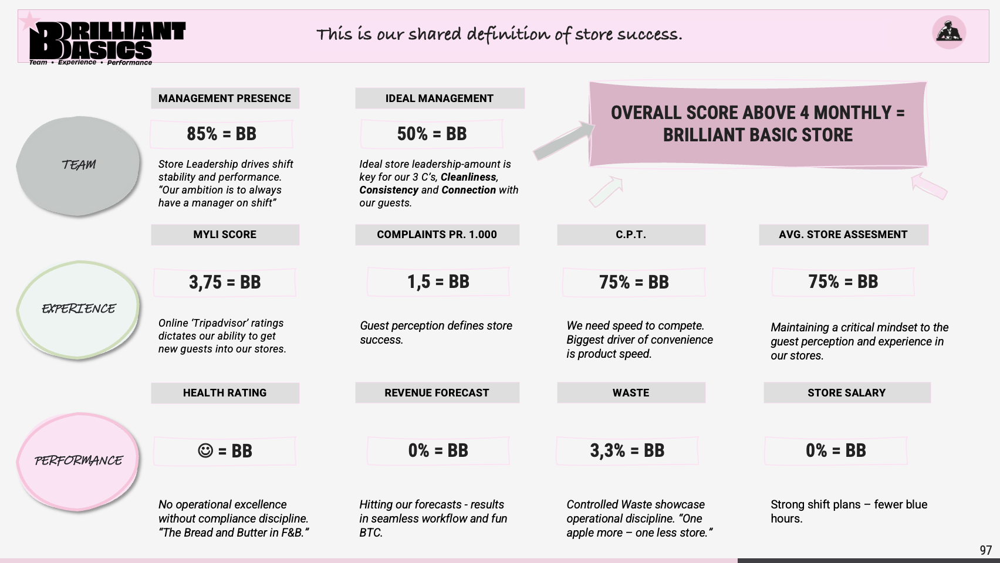 BRILLIANT
BASICS
Team • Experience • Performance
This is our shared definition of store success.
MANAGEMENT PRESENCE
85% = BB
Store Leadership drives shift
stability and performance.
“Our ambition is to always
have a manager on shift”
IDEAL MANAGEMENT
50% = BB
Ideal store leadership-amount is
key for our 3 C’s, Cleanliness,
Consistency and Connection with
our guests.
OVERALL SCORE ABOVE 4 MONTHLY =
BRILLIANT BASIC STORE
TEAM
MYLI SCORE
3,75 = BB
Online ‘Tripadvisor’ ratings
dictates our ability to get
new guests into our stores.
COMPLAINTS PR. 1.000
1,5 = BB
Guest perception defines store
success.
C.P.T.
75% = BB
We need speed to compete.
Biggest driver of convenience
is product speed.
AVG. STORE ASSESMENT
75% = BB
Maintaining a critical mindset to the
guest perception and experience in
our stores.
EXPERIENCE
HEALTH RATING
☺ = BB
No operational excellence
without compliance discipline.
“The Bread and Butter in F&B.”
REVENUE FORECAST
0% = BB
Hitting our forecasts - results
in seamless workflow and fun
BTC.
WASTE
3,3% = BB
Controlled Waste showcase
operational discipline. “One
apple more – one less store.”
STORE SALARY
0% = BB
Strong shift plans – fewer blue
hours.
PERFORMANCE
97